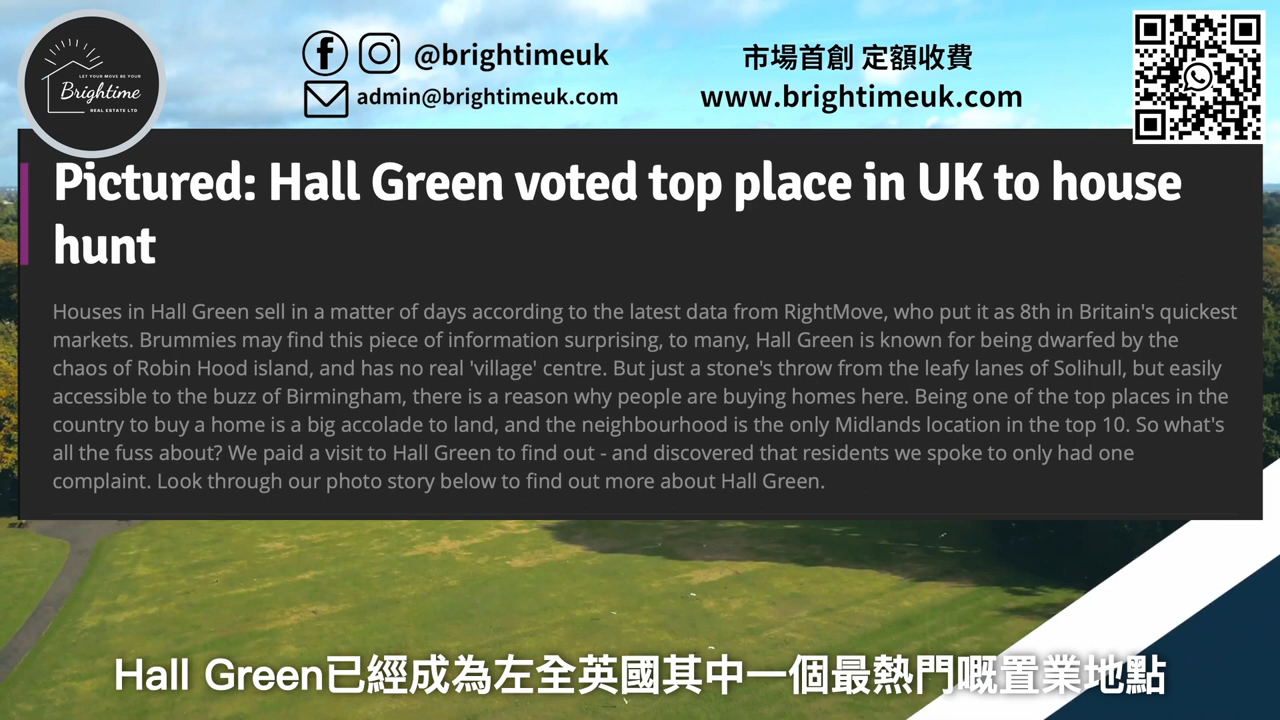 LET YOUR MOVE BE YOUR
Brightime
REAL ESTATE LTD
@brightimeuk
admin@brightimeuk.com
市場首創 定額收費
www.brightimeuk.com
Pictured: Hall Green voted top place in UK to house
hunt
Houses in Hall Green sell in a matter of days according to the latest data from RightMove, who put it as 8th in Britain's quickest
markets. Brummies may find this piece of information surprising, to many, Hall Green is known for being dwarfed by the
chaos of Robin Hood island, and has no real 'village' centre. But just a stone's throw from the leafy lanes of Solihull, but easily
accessible to the buzz of Birmingham, there is a reason why people are buying homes here. Being one of the top places in the
country to buy a home is a big accolade to land, and the neighbourhood is the only Midlands location in the top 10. So what's
all the fuss about? We paid a visit to Hall Green to find out - and discovered that residents we spoke to only had one
complaint. Look through our photo story below to find out more about Hall Green.
Hall Green已經成為左全英國其中一個最熱門嘅置業地點